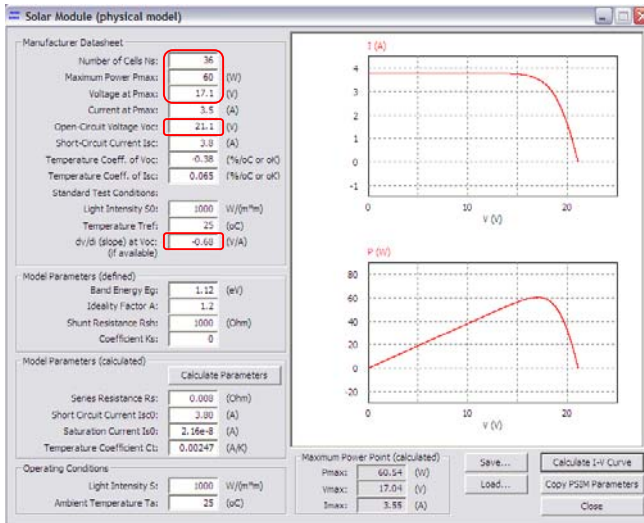 Solar Module (physical model)
Manufacturer Datasheet
Number of Cells Ns: 36
Maximum Power Pmax: 60 (W)
Voltage at Pmax: 17.1 (V)
Current at Pmax: 3.5 (A)
Open-Circuit Voltage Voc: 21.1 (V)
Short-Circuit Current Isc: 3.8 (A)
Temperature Coeff. of Voc: -0.38 (%/oC or oK)
Temperature Coeff. of Isc: 0.065 (%/oC or oK)
Standard Test Conditions:
Light Intensity S0: 1000 W/(m*m)
Temperature Tref: 25 (oC)
dv/di (slope) at Voc: -0.68 (V/A)
(if available)
Model Parameters (defined)
Band Energy Eg: 1.12 (eV)
Ideality Factor A: 1.2
Shunt Resistance Rsh: 1000 (Ohm)
Coefficient Ks: 0
Model Parameters (calculated)
Calculate Parameters
Series Resistance Rs: 0.008 (Ohm)
Short Circuit Current Isc0: 3.80 (A)
Saturation Current Is0: 2.16e-8 (A)
Temperature Coefficient Ct: 0.00247 (A/K)
Operating Conditions
Light Intensity S: 1000 W/(m*m)
Ambient Temperature Ta: 25 (oC)
I (A)
4
3
2
1
0
-1
0 10 20
V (V)
P (W)
80
60
40
20
0
-20
0 10 20
V (V)
Maximum Power Point (calculated)
Pmax: 60.54 (W)
Vmax: 17.04 (V)
Imax: 3.55 (A)
Save... Calculate I-V Curve
Load... Copy PSIM Parameters
Close